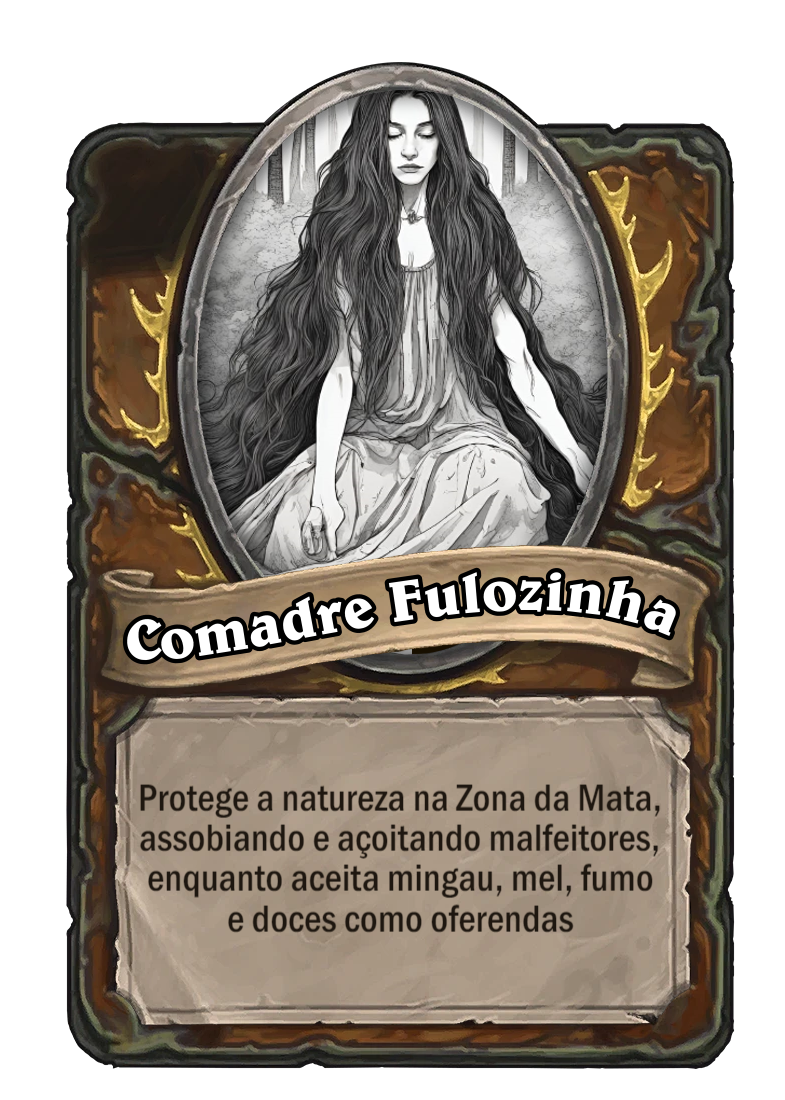 Comadre Fulozinha
Protege a natureza na Zona da Mata,
assobiando e açoitando malfeitores,
enquanto aceita mingau, mel, fumo
e doces como oferendas